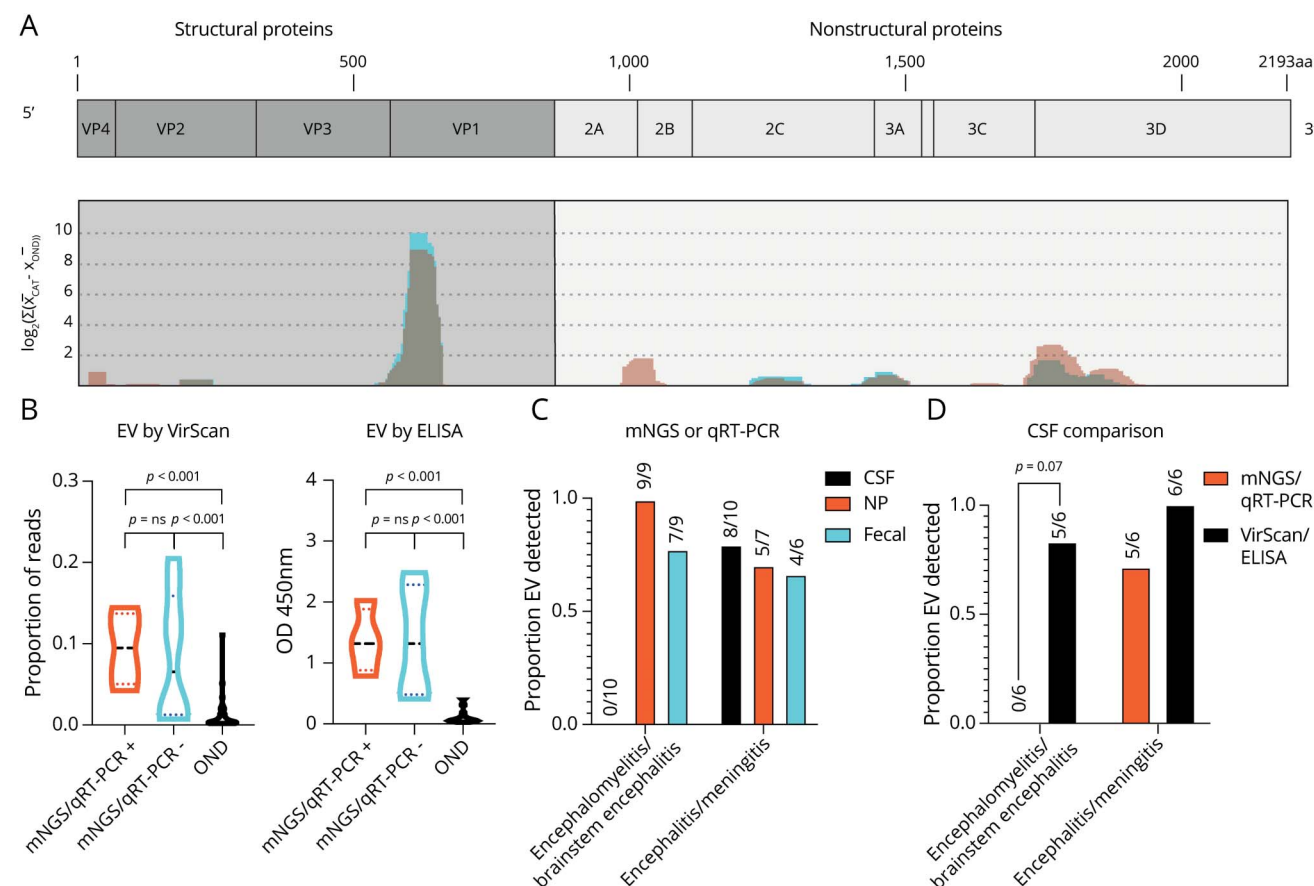 A
Structural proteins
Nonstructural proteins
1
500
1,000
1,500
2000
2193aa
5′
VP4
VP2
VP3
VP1
2A
2B
2C
3A
3C
3D
3
log2(Σ(x̄CAT- x̄OND))
10
8
6
4
2
B
EV by VirScan
Proportion of reads
0.3
0.2
0.1
0.0
p < 0.001
p = ns p < 0.001
mNGS/qRT-PCR +
mNGS/qRT-PCR -
OND
EV by ELISA
OD 450nm
4
3
2
1
0
p < 0.001
p = ns p < 0.001
mNGS/qRT-PCR +
mNGS/qRT-PCR -
OND
C
mNGS or qRT-PCR
Proportion EV detected
1.0
0.5
0.0
0/10
9/9
7/9
8/10
5/7
4/6
CSF
NP
Fecal
Encephalomyelitis/
brainstem encephalitis
Encephalitis/meningitis
D
CSF comparison
Proportion EV detected
1.0
0.5
0.0
p = 0.07
0/6
5/6
5/6
6/6
mNGS/
qRT-PCR
VirScan/
ELISA
Encephalomyelitis/
brainstem encephalitis
Encephalitis/meningitis